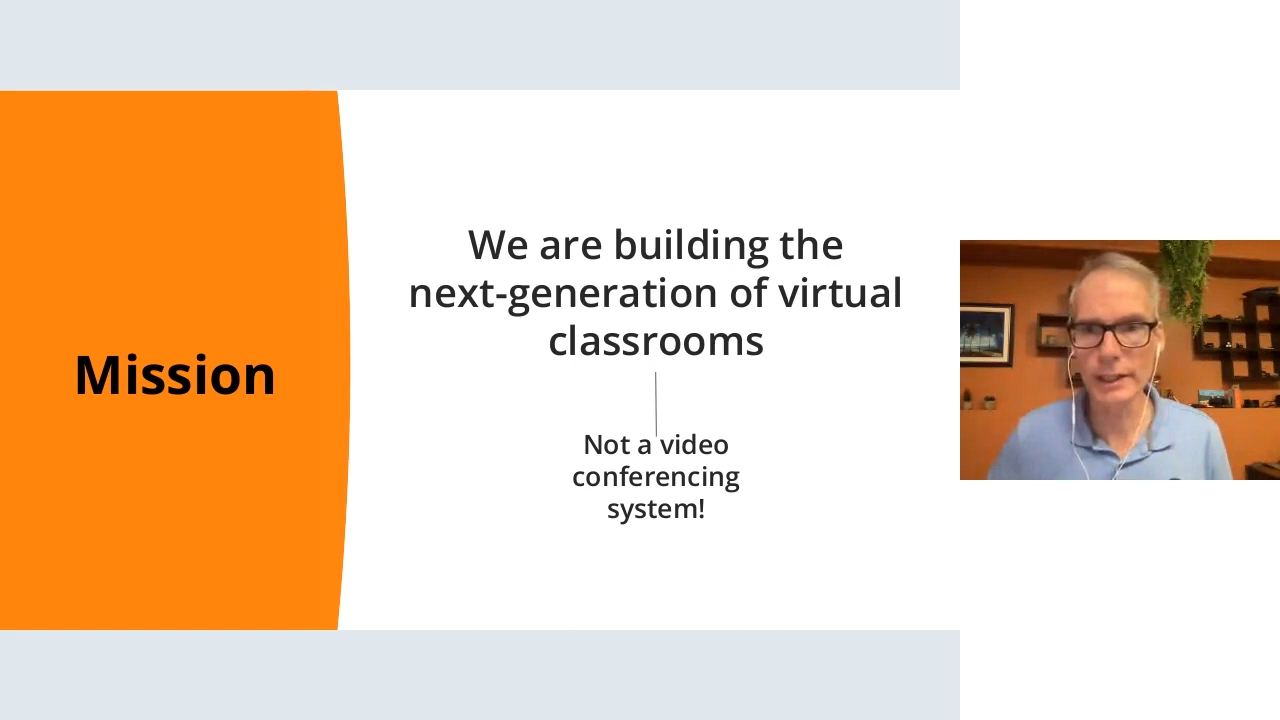 Mission
We are building the
next-generation of virtual
classrooms
Not a video
conferencing
system!